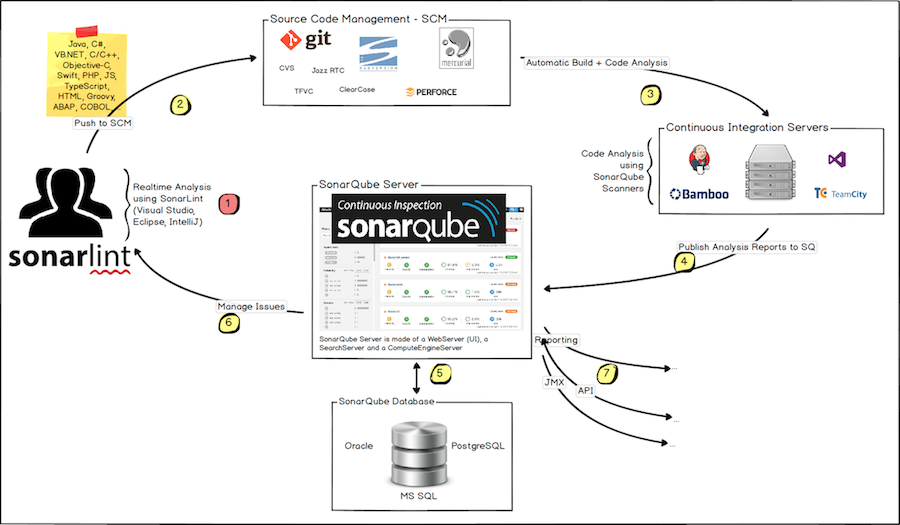 Source Code Management - SCM
git
SUBVERSION
mercurial
CVS
Jazz RTC
TFVC
ClearCase
PERFORCE
Java, C#,
VB.NET, C/C++,
Objective-C,
Swift, PHP, JS,
TypeScript,
HTML, Groovy,
ABAP, COBOL...
Push to SCM
2
Automatic Build + Code Analysis
3
Continuous Integration Servers
Code Analysis
using
SonarQube
Scanners
Bamboo
TC TeamCity
Realtime Analysis
using SonarLint
(Visual Studio,
Eclipse, IntelliJ)
1
sonarlint
SonarQube Server
Continuous Inspection
sonarqube
SonarQube Server is made of a WebServer (UI), a
SearchServer and a ComputeEngineServer
Publish Analysis Reports to SQ
4
Manage Issues
6
Reporting
...
7
JMX
API
...
...
5
SonarQube Database
Oracle
PostgreSQL
MS SQL